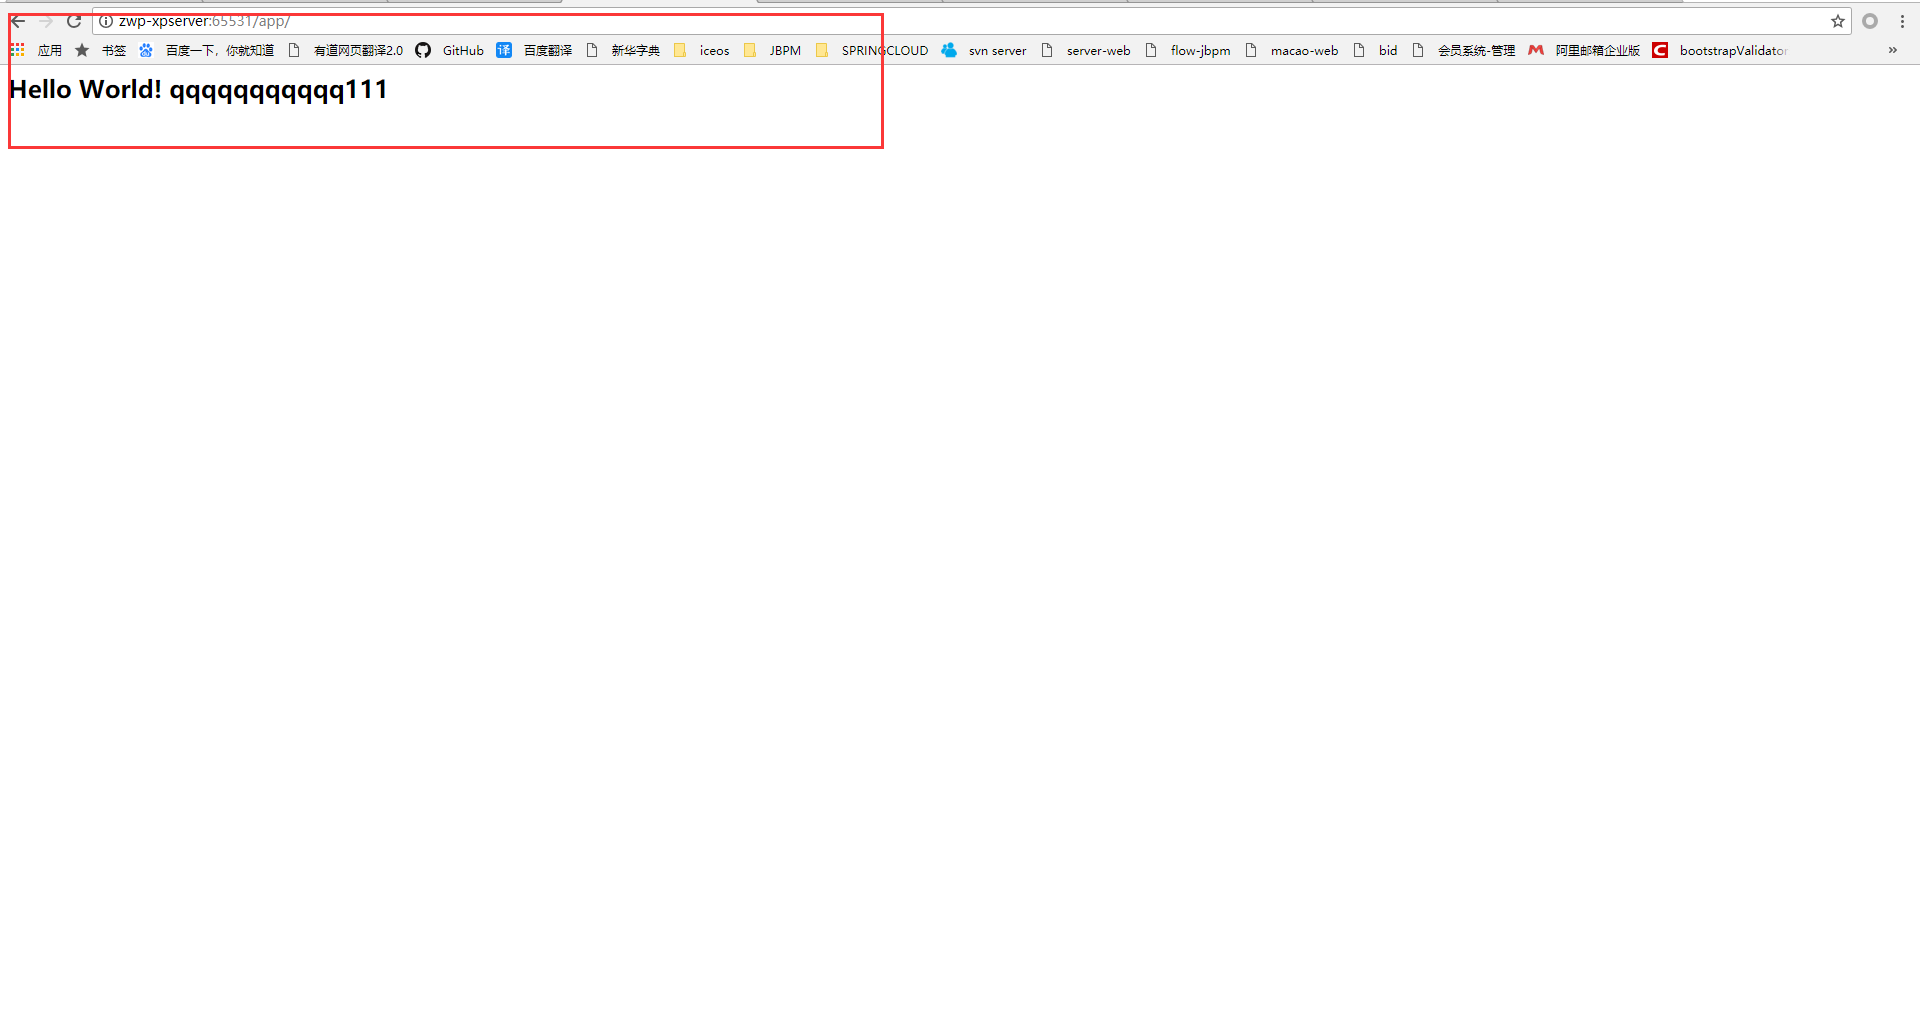 zwp-xpserver:65531/app/
应用 书签 百度一下，你就知道 有道网页翻译2.0 GitHub 译 百度翻译 新华字典 iceos JBPM SPRINGCLOUD svn server server-web flow-jbpm macao-web bid 会员系统-管理 阿里邮箱企业版 C bootstrapValidator »
Hello World! qqqqqqqqqqq111